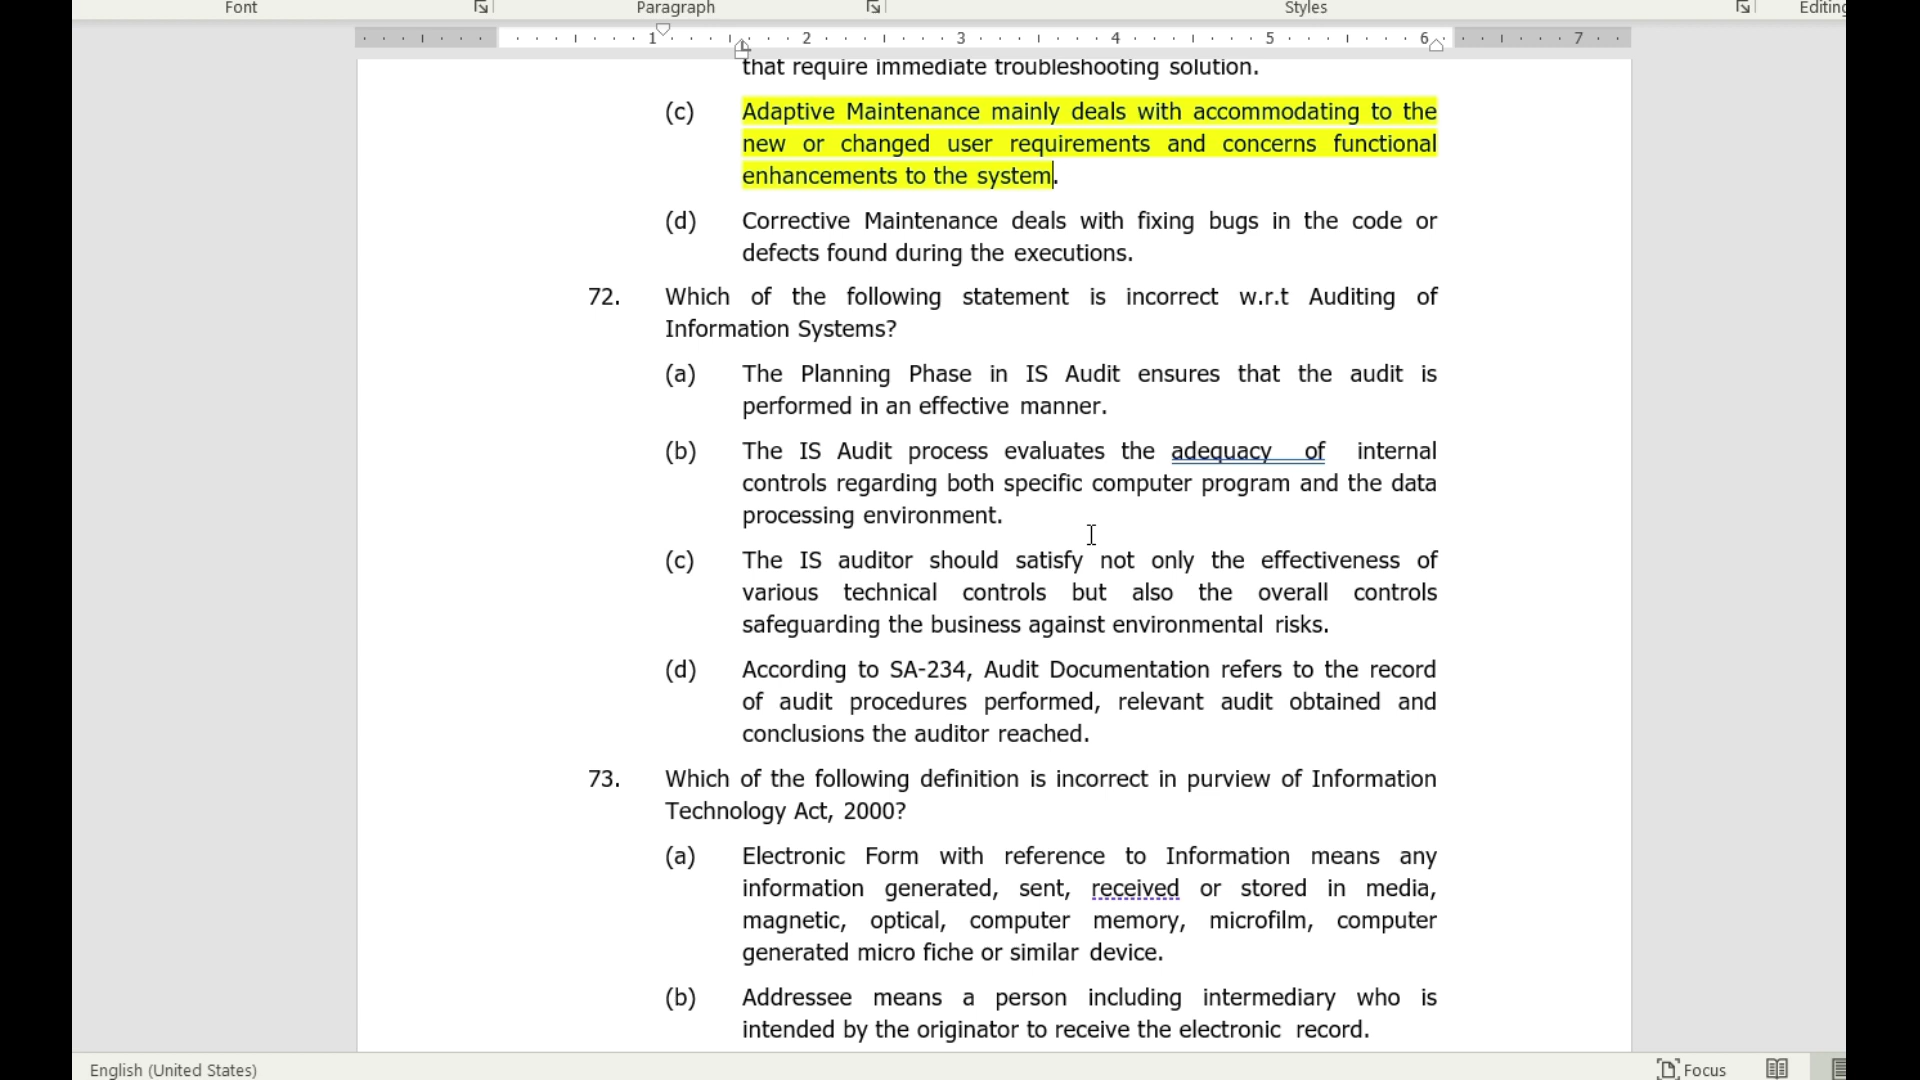 Font Paragraph Styles Editing
1 2 3 4 5 6 7
that require immediate troubleshooting solution.
(c) Adaptive Maintenance mainly deals with accommodating to the
new or changed user requirements and concerns functional
enhancements to the system.
(d) Corrective Maintenance deals with fixing bugs in the code or
defects found during the executions.
72. Which of the following statement is incorrect w.r.t Auditing of
Information Systems?
(a) The Planning Phase in IS Audit ensures that the audit is
performed in an effective manner.
(b) The IS Audit process evaluates the adequacy of internal
controls regarding both specific computer program and the data
processing environment.
(c) The IS auditor should satisfy not only the effectiveness of
various technical controls but also the overall controls
safeguarding the business against environmental risks.
(d) According to SA-234, Audit Documentation refers to the record
of audit procedures performed, relevant audit obtained and
conclusions the auditor reached.
73. Which of the following definition is incorrect in purview of Information
Technology Act, 2000?
(a) Electronic Form with reference to Information means any
information generated, sent, received or stored in media,
magnetic, optical, computer memory, microfilm, computer
generated micro fiche or similar device.
(b) Addressee means a person including intermediary who is
intended by the originator to receive the electronic record.
English (United States) Focus